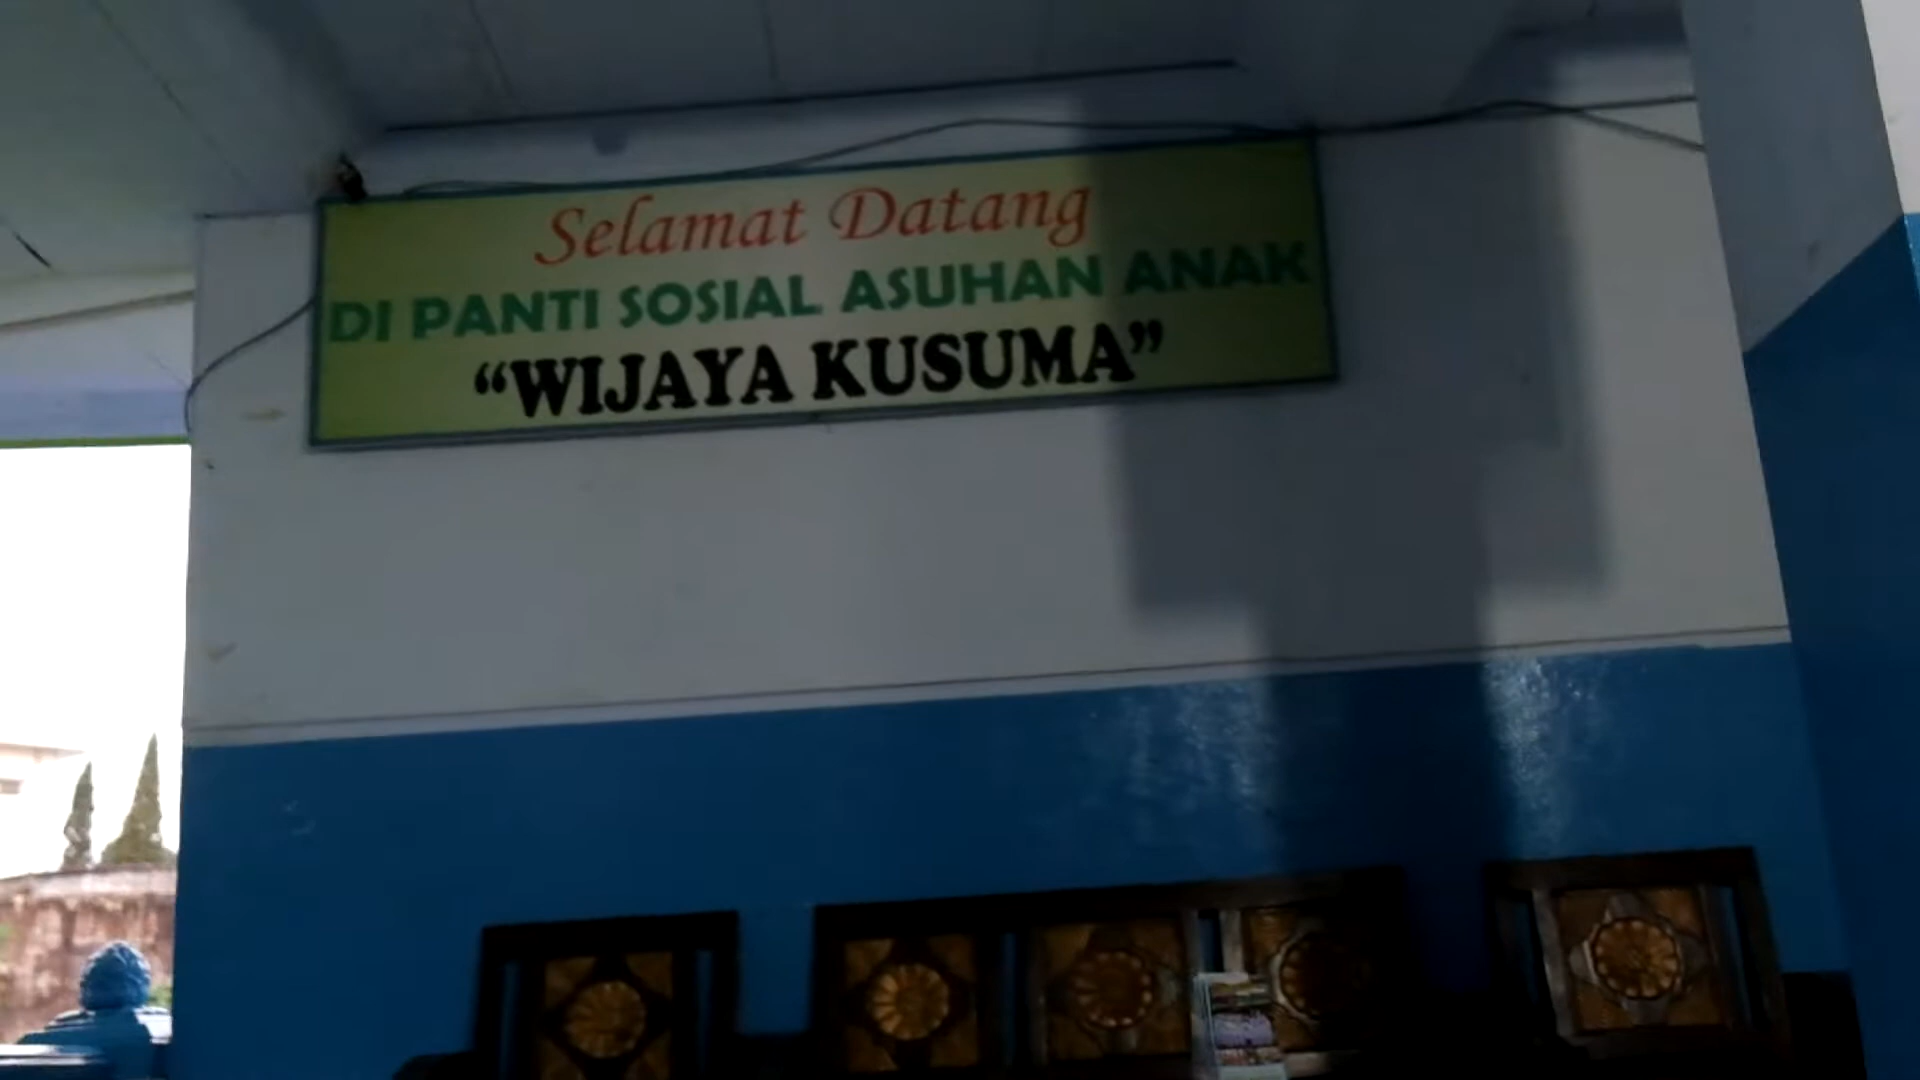 Selamat Datang
DI PANTI SOSIAL ASUHAN ANAK
“WIJAYA KUSUMA”